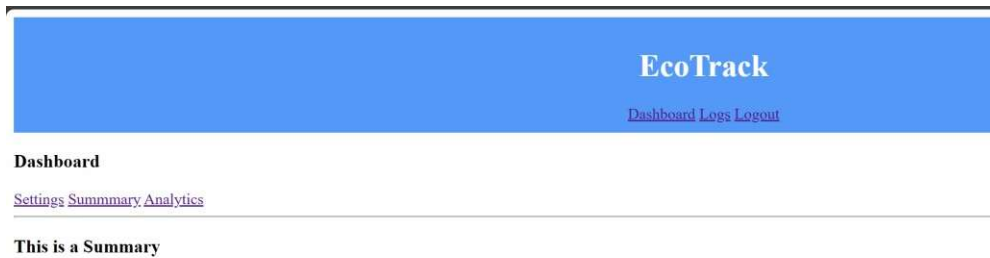 EcoTrack
Dashboard Logs Logout
Dashboard
Settings Summmary Analytics
This is a Summary